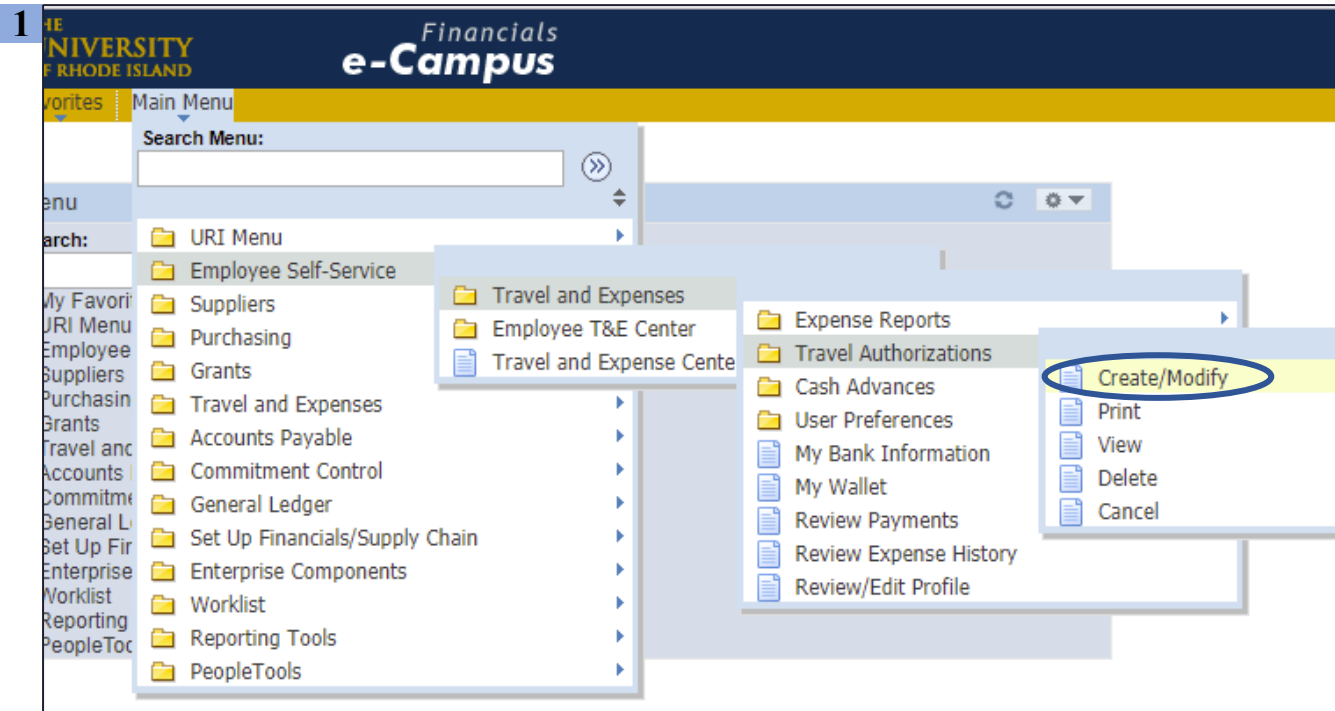 1
HE
UNIVERSITY
F RHODE ISLAND
Financials
e-Campus
vorites
Main Menu
Search Menu:
enu
arch:
URI Menu
Employee Self-Service
Suppliers
Purchasing
Grants
Travel and Expenses
Accounts Payable
Commitment Control
General Ledger
Set Up Financials/Supply Chain
Enterprise Components
Worklist
Reporting Tools
PeopleTools
My Favorit
URI Menu
Employee
Suppliers
Purchasin
Grants
Travel and
Accounts
Commitme
General L
Set Up Fir
Enterprise
Worklist
Reporting
PeopleToo
Travel and Expenses
Employee T&E Center
Travel and Expense Cente
Expense Reports
Travel Authorizations
Cash Advances
User Preferences
My Bank Information
My Wallet
Review Payments
Review Expense History
Review/Edit Profile
Create/Modify
Print
View
Delete
Cancel